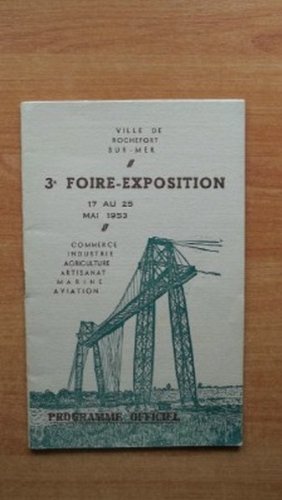 VILLE DE
ROCHEFORT
SUR-MER
3e FOIRE-EXPOSITION
17 AU 25
MAI 1953
COMMERCE
INDUSTRIE
AGRICULTURE
ARTISANAT
MARINE
AVIATION
PROGRAMME OFFICIEL